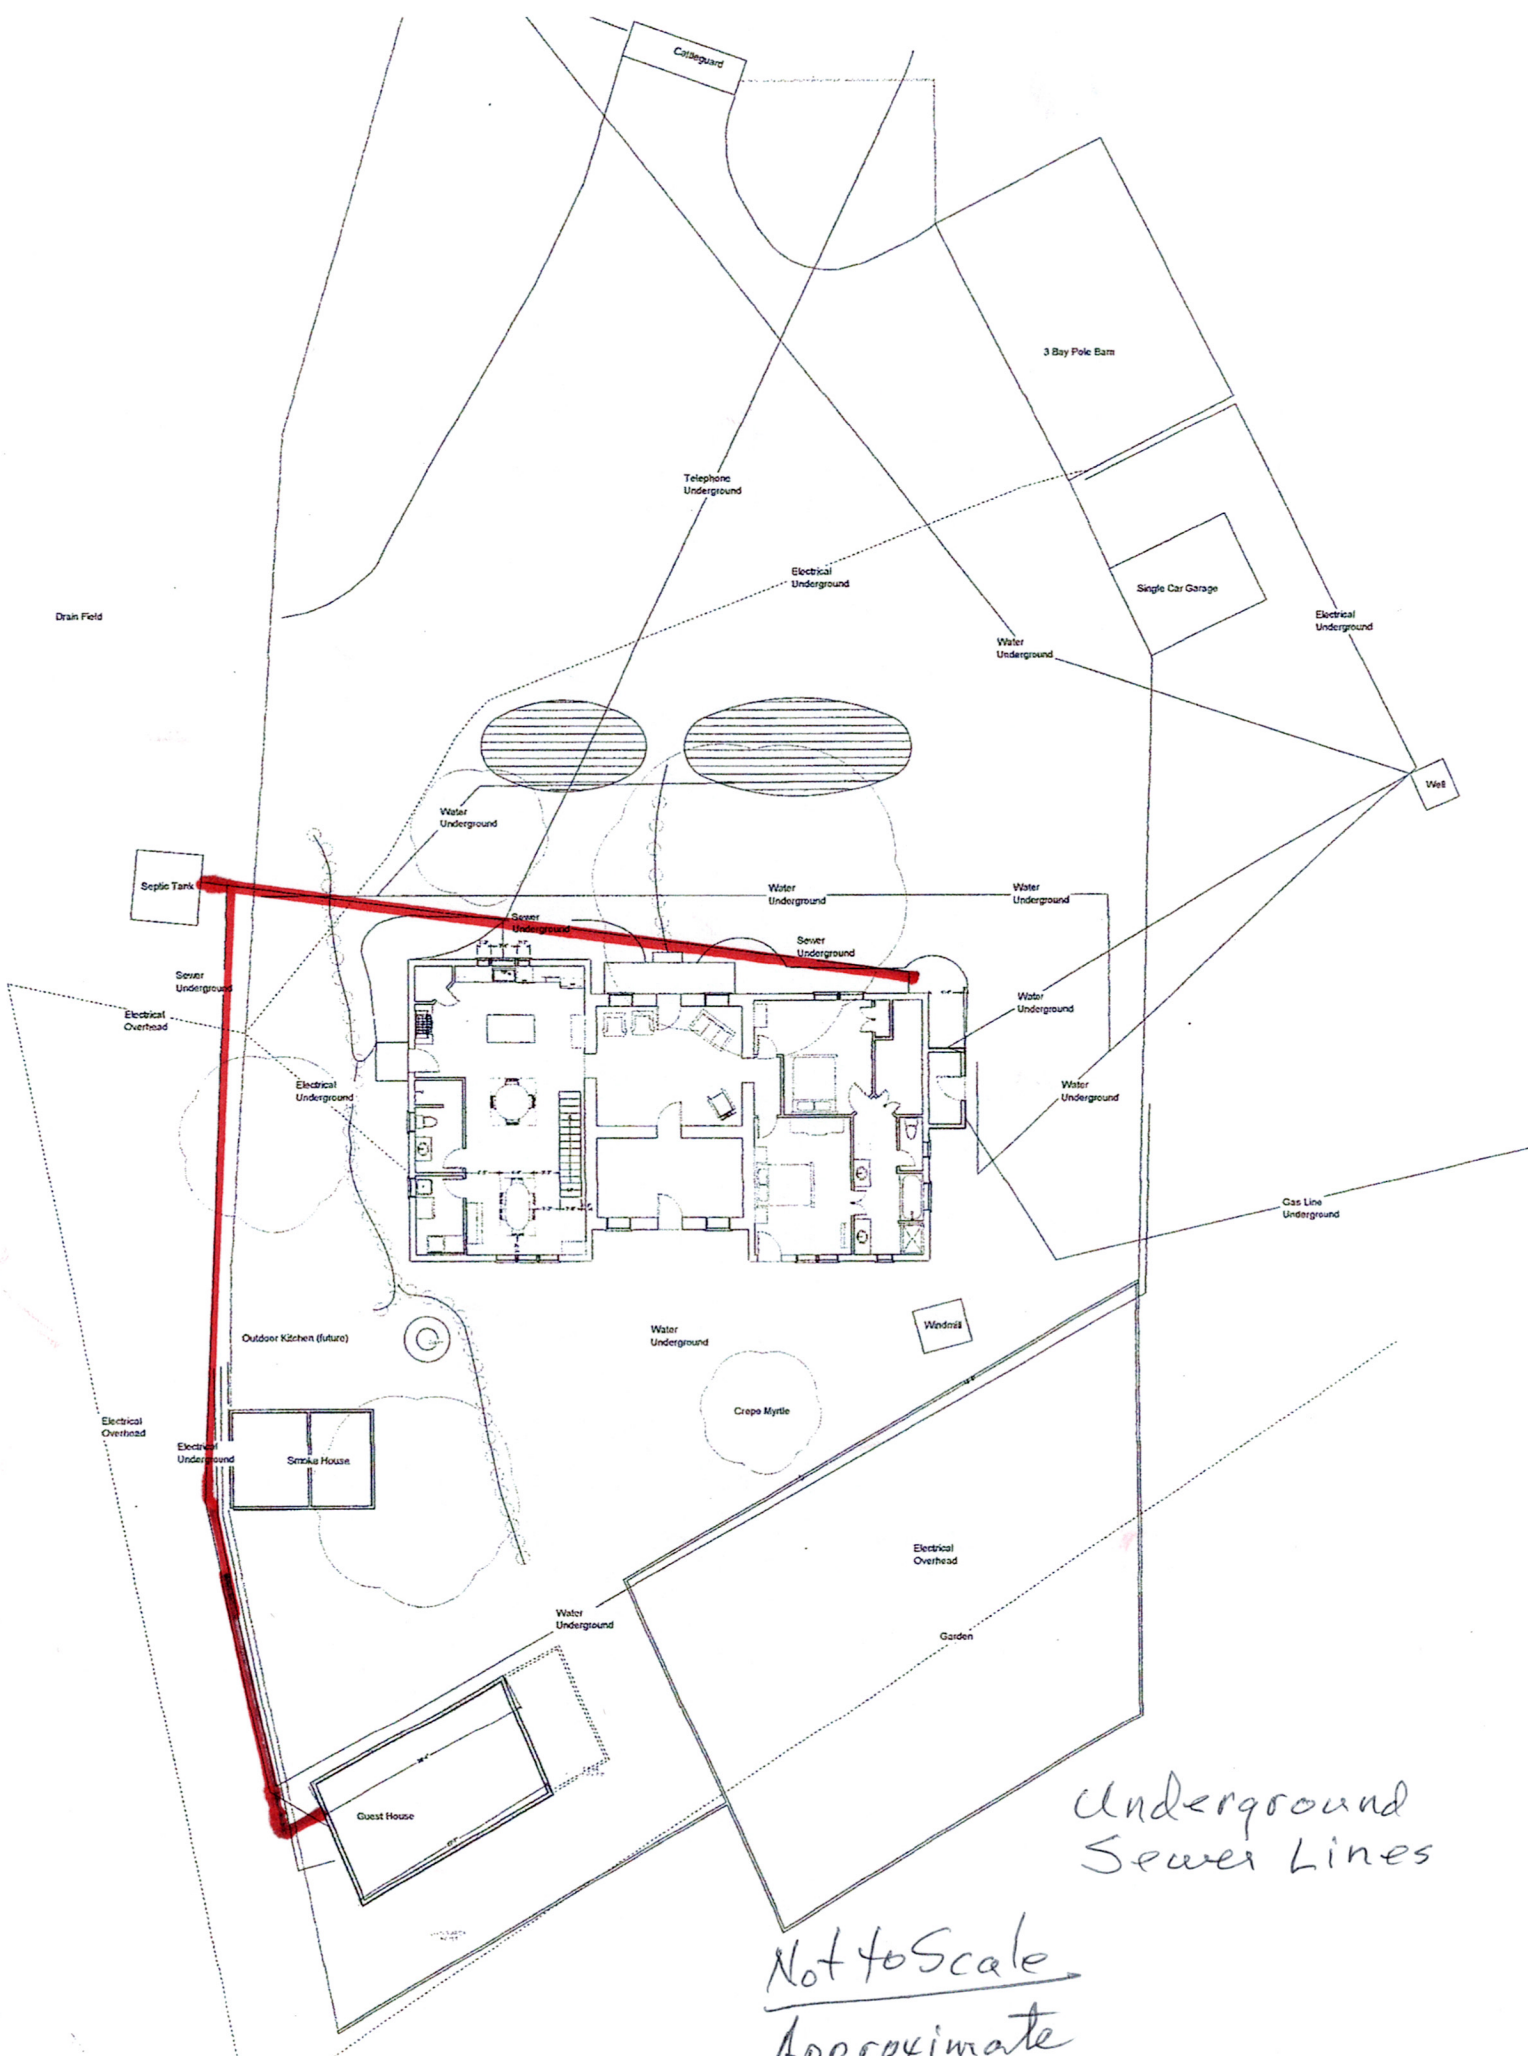 Cattleguard
3 Bay Pole Barn
Telephone
Underground
Electrical
Underground
Single Car Garage
Drain Field
Electrical
Underground
Water
Underground
Well
Water
Underground
Septic Tank
Water
Underground
Water
Underground
Sewer
Underground
Sewer
Underground
Sewer
Underground
Electrical
Overhead
Water
Underground
Electrical
Underground
Water
Underground
Gas Line
Underground
Outdoor Kitchen (future)
Water
Underground
Windmill
Crepe Myrtle
Electrical
Overhead
Electrical
Underground
Smoke House
Electrical
Overhead
Water
Underground
Garden
Guest House
Underground
Sewer Lines
Not to Scale
Approximate